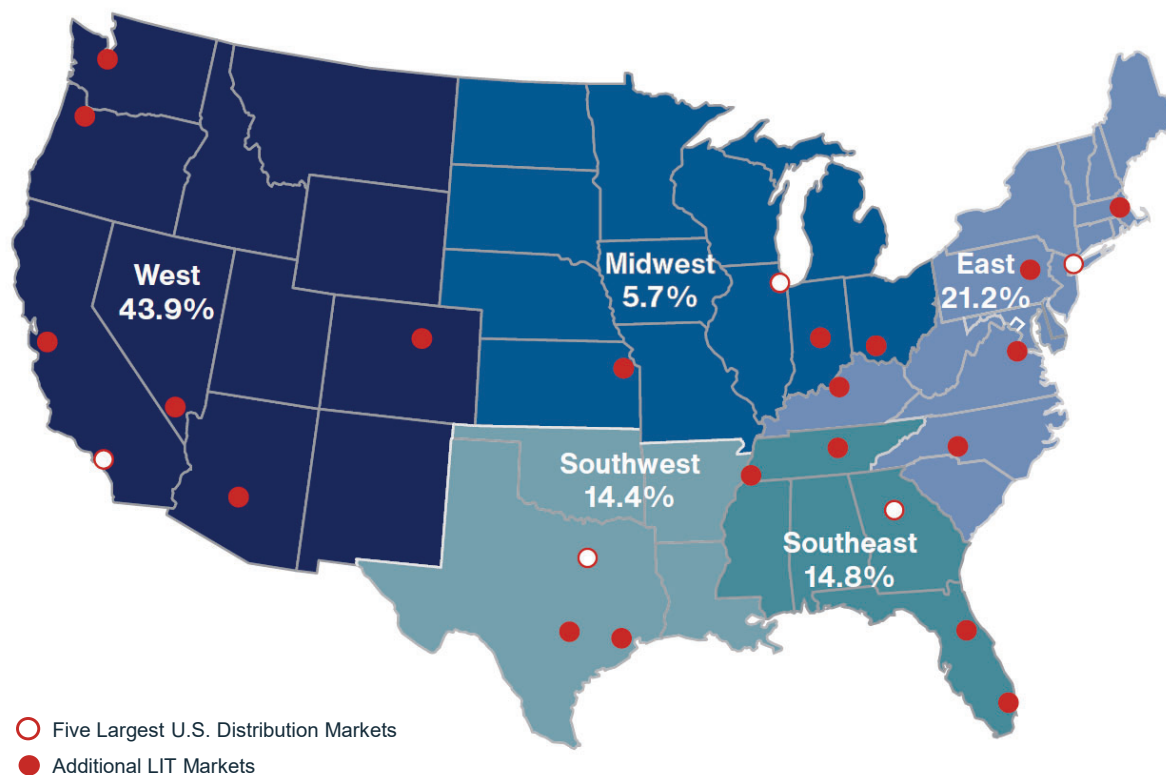 West
43.9%
Midwest
5.7%
East
21.2%
Southwest
14.4%
Southeast
14.8%
Five Largest U.S. Distribution Markets
Additional LIT Markets